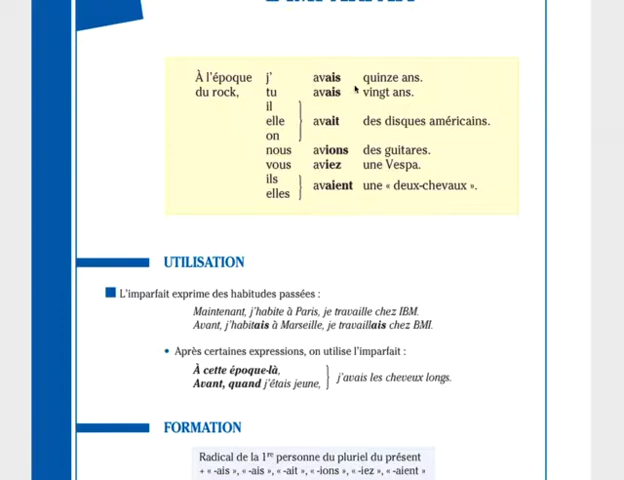 L'IMPARFAIT
À l'époque j' avais quinze ans.
du rock, tu avais vingt ans.
il
elle avait des disques américains.
on
nous avions des guitares.
vous aviez une Vespa.
ils
avaient une « deux-chevaux ».
elles
UTILISATION
L'imparfait exprime des habitudes passées :
Maintenant, j'habite à Paris, je travaille chez IBM.
Avant, j'habitais à Marseille, je travaillais chez BMI.
• Après certaines expressions, on utilise l'imparfait :
À cette époque-là,
j'avais les cheveux longs.
Avant, quand j'étais jeune,
FORMATION
Radical de la 1re personne du pluriel du présent
+ « -ais », « -ais », « -ait », « -ions », « -iez », « -aient »